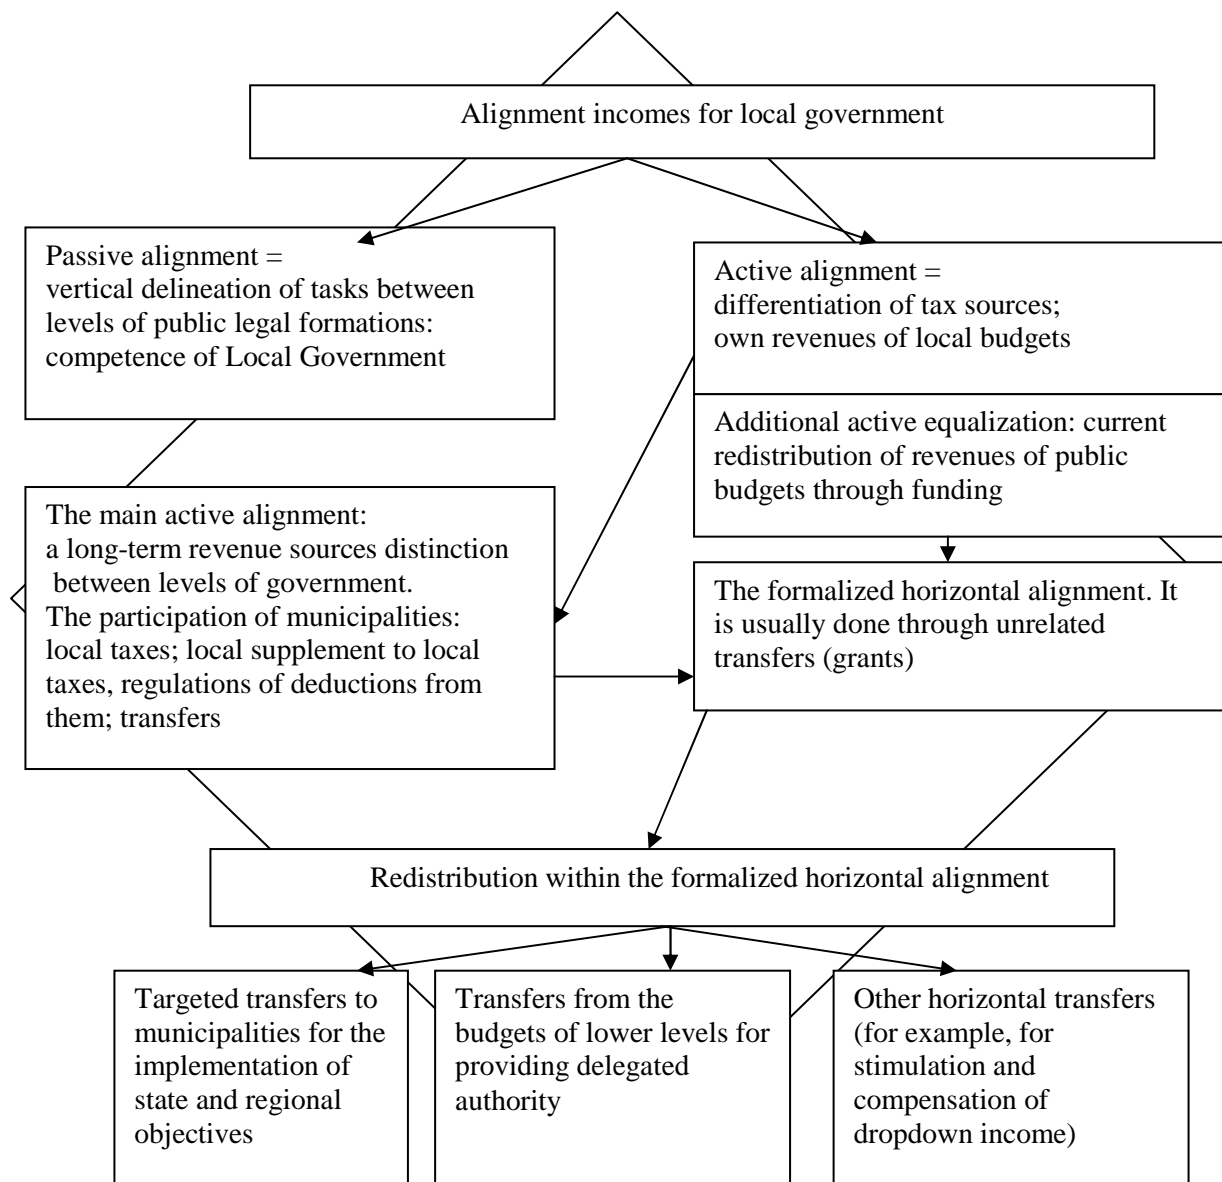 Alignment incomes for local government
Passive alignment =
vertical delineation of tasks between
levels of public legal formations:
competence of Local Government
Active alignment =
differentiation of tax sources;
own revenues of local budgets
Additional active equalization: current
redistribution of revenues of public
budgets through funding
The main active alignment:
a long-term revenue sources distinction
between levels of government.
The participation of municipalities:
local taxes; local supplement to local
taxes, regulations of deductions from
them; transfers
The formalized horizontal alignment. It
is usually done through unrelated
transfers (grants)
Redistribution within the formalized horizontal alignment
Targeted transfers to
municipalities for the
implementation of
state and regional
objectives
Transfers from the
budgets of lower levels for
providing delegated
authority
Other horizontal transfers
(for example, for
stimulation and
compensation of
dropdown income)